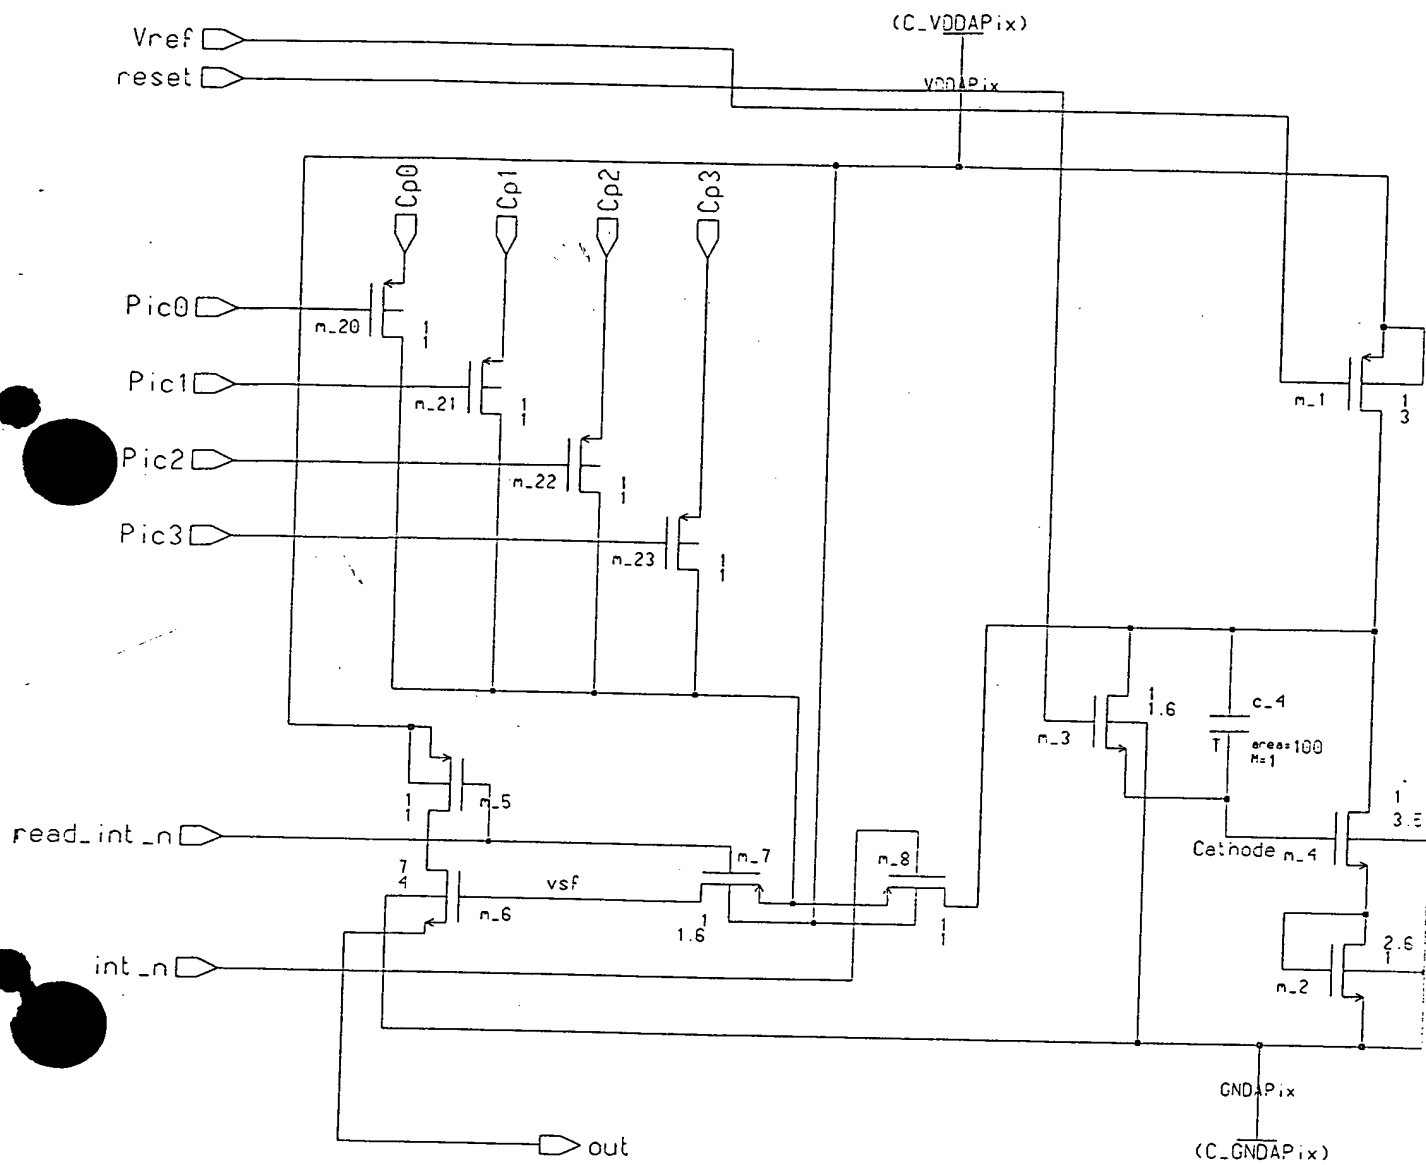 (C_VDDAPix)
Vref
reset
VDDAPix
Cp0
Cp1
Cp2
Cp3
Pic0
m_20
1
1
Pic1
m_21
1
1
m_1
1
3
Pic2
m_22
1
1
Pic3
m_23
1
1
1
1.6
c_4
m_3
T
area=100
M=1
m_5
1
1
1
3.5
read_int_n
m_7
m_8
Cathode
m_4
7
4
vsf
m_6
1
1.6
1
1
2.6
1
int_n
m_2
GNDAPix
out
(C_GNDAPix)